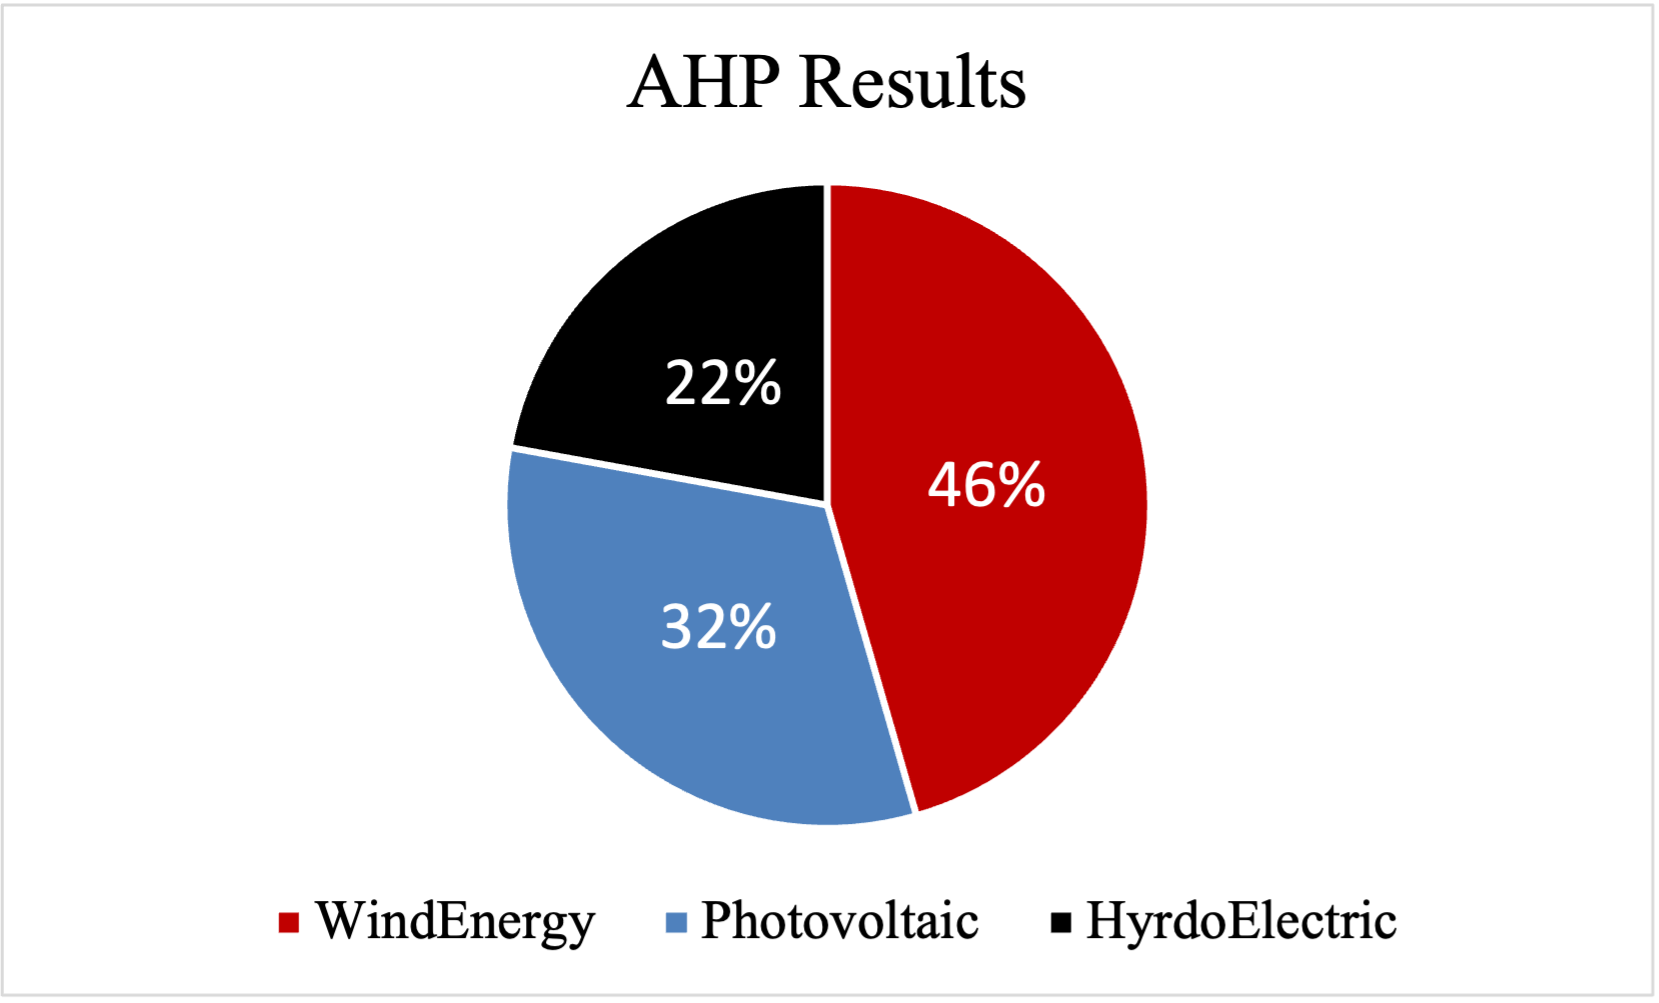 AHP Results
22%
46%
32%
WindEnergy Photovoltaic HyrdoElectric